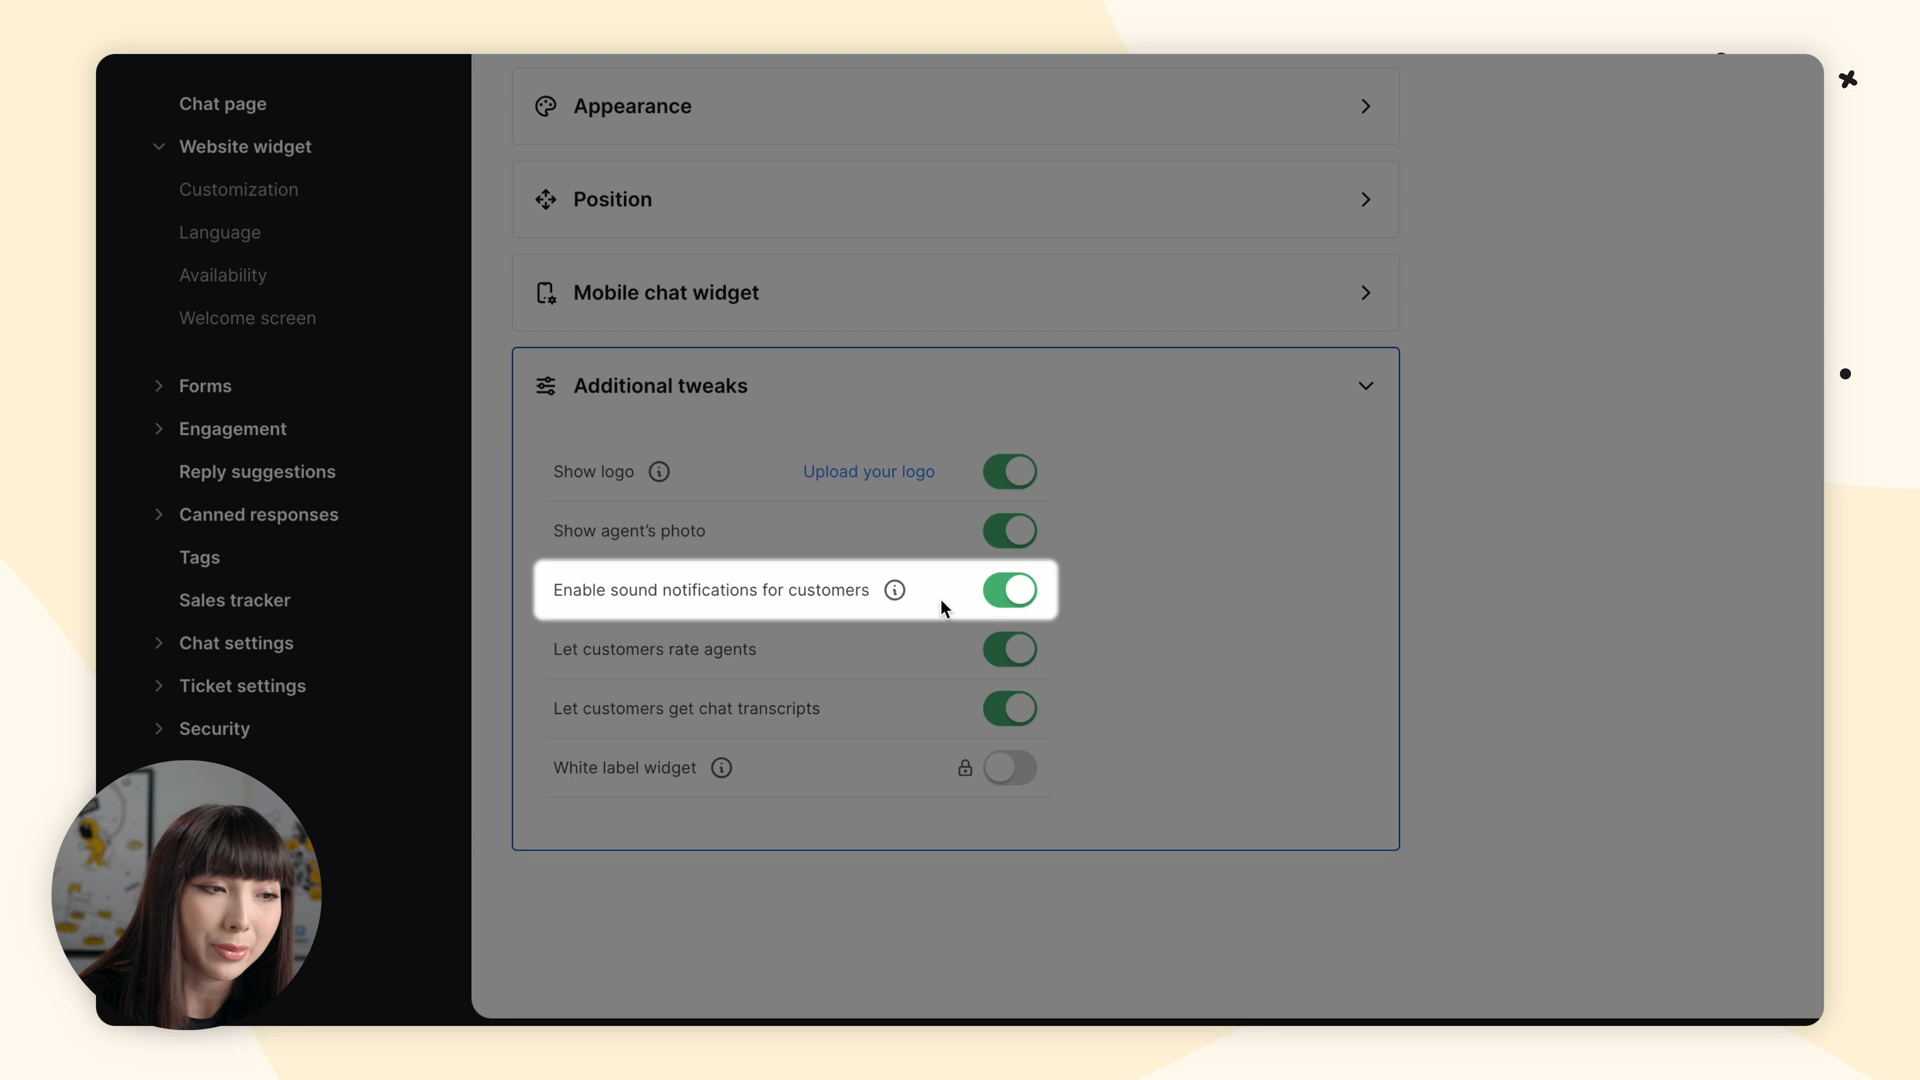 Chat page
Website widget
Customization
Language
Availability
Welcome screen
Forms
Engagement
Reply suggestions
Canned responses
Tags
Sales tracker
Chat settings
Ticket settings
Security
Appearance
Position
Mobile chat widget
Additional tweaks
Show logo Upload your logo
Show agent’s photo
Enable sound notifications for customers
Let customers rate agents
Let customers get chat transcripts
White label widget